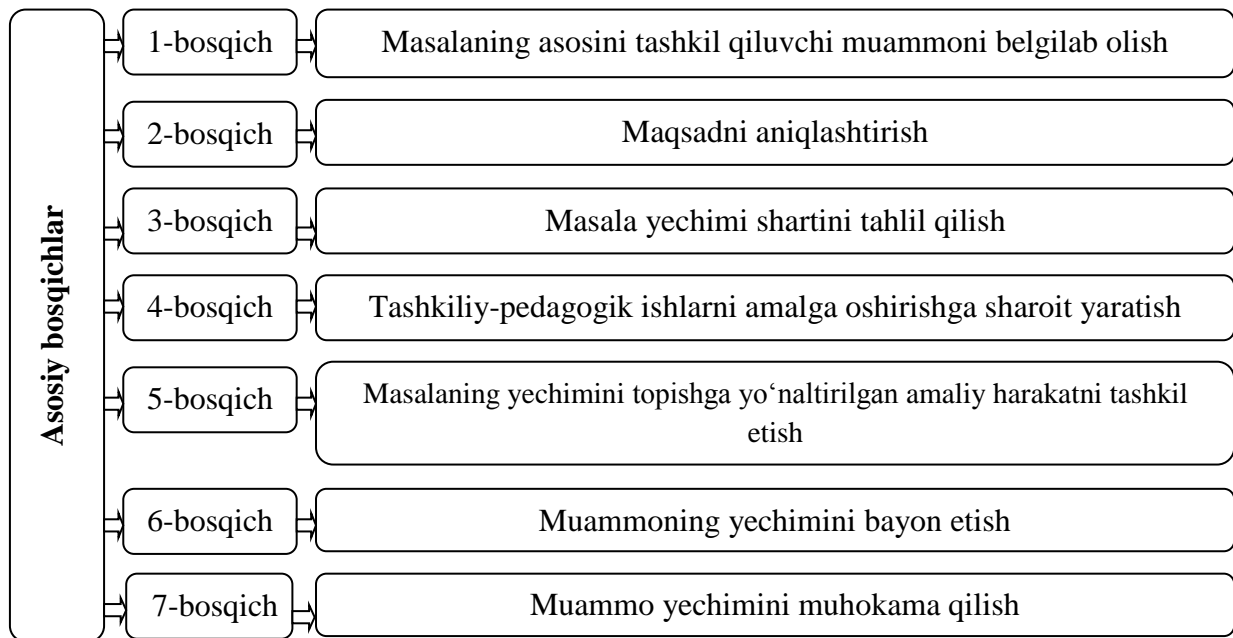 Asosiy bosqichlar
1-bosqich
Masalaning asosini tashkil qiluvchi muammoni belgilab olish
2-bosqich
Maqsadni aniqlashtirish
3-bosqich
Masala yechimi shartini tahlil qilish
4-bosqich
Tashkiliy-pedagogik ishlarni amalga oshirishga sharoit yaratish
5-bosqich
Masalaning yechimini topishga yo‘naltirilgan amaliy harakatni tashkil
etish
6-bosqich
Muammoning yechimini bayon etish
7-bosqich
Muammo yechimini muhokama qilish